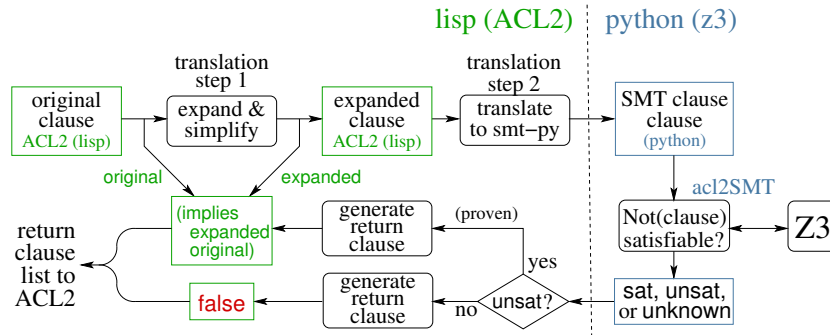 lisp (ACL2)
python (z3)
translation
step 1
translation
step 2
original
clause
ACL2 (lisp)
expand &
simplify
expanded
clause
ACL2 (lisp)
translate
to smt-py
SMT clause
clause
(python)
original
expanded
acl2SMT
(implies
expanded
original)
generate
return
clause
(proven)
Not(clause)
satisfiable?
Z3
return
clause
list to
ACL2
yes
false
generate
return
clause
no
unsat?
sat, unsat,
or unknown